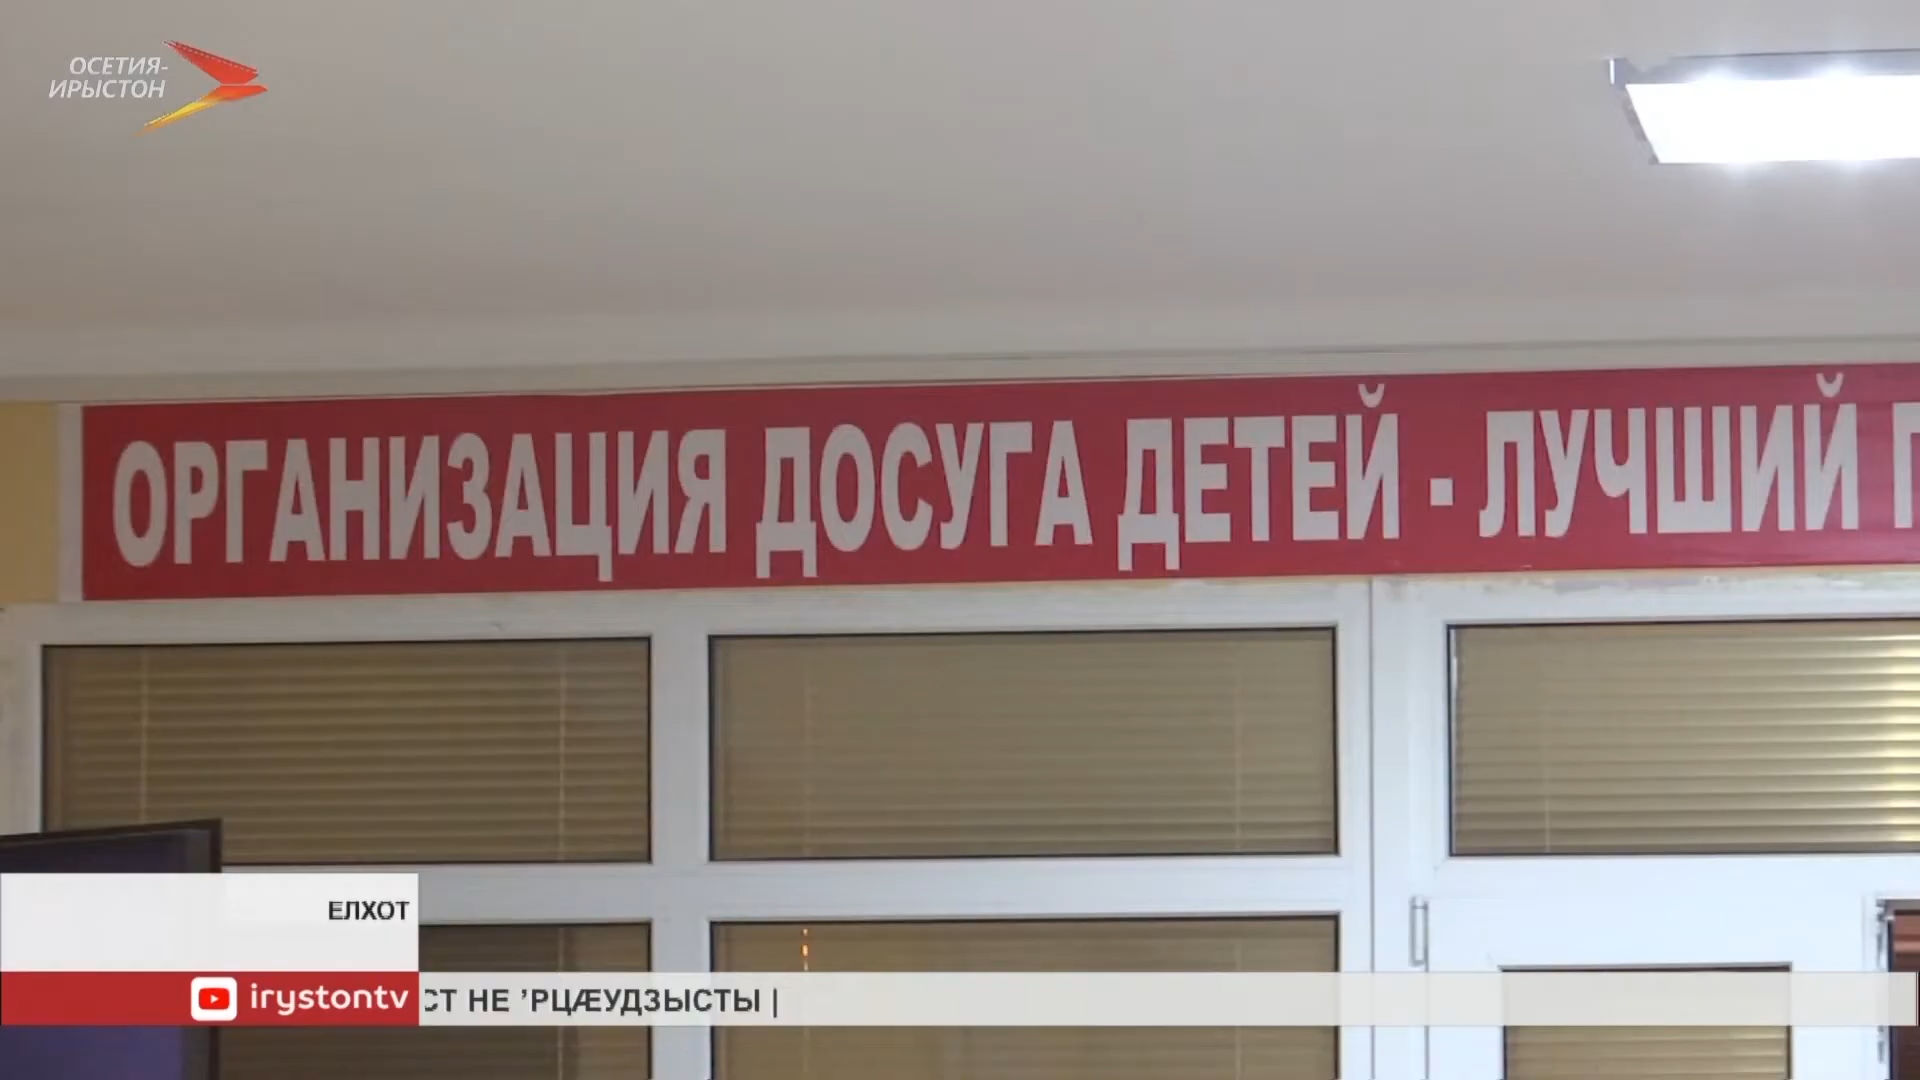 ОСЕТИЯ-
ИРЫСТОН
ОРГАНИЗАЦИЯ ДОСУГА ДЕТЕЙ - ЛУЧШИЙ
ЕЛХОТ
irystontv
СТ НЕ ’РЦÆУДЗЫСТЫ |